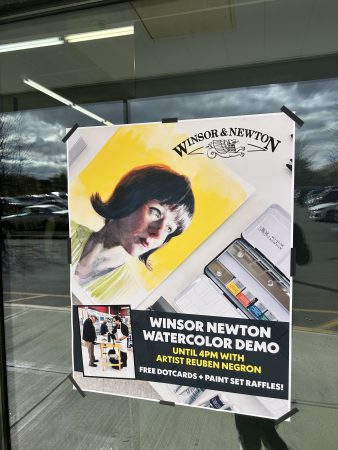 WINSOR & NEWTON
WINSOR NEWTON
WATERCOLOR DEMO
UNTIL 4PM WITH
ARTIST REUBEN NEGRON
FREE DOTCARDS + PAINT SET RAFFLES!